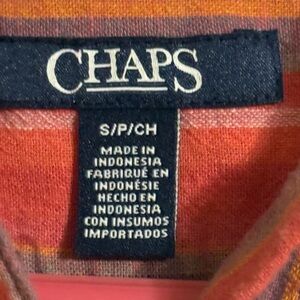 CHAPS
S/P/CH
MADE IN
INDONESIA
FABRIQUÉ EN
INDONÉSIE
HECHO EN
INDONESIA
CON INSUMOS
IMPORTADOS